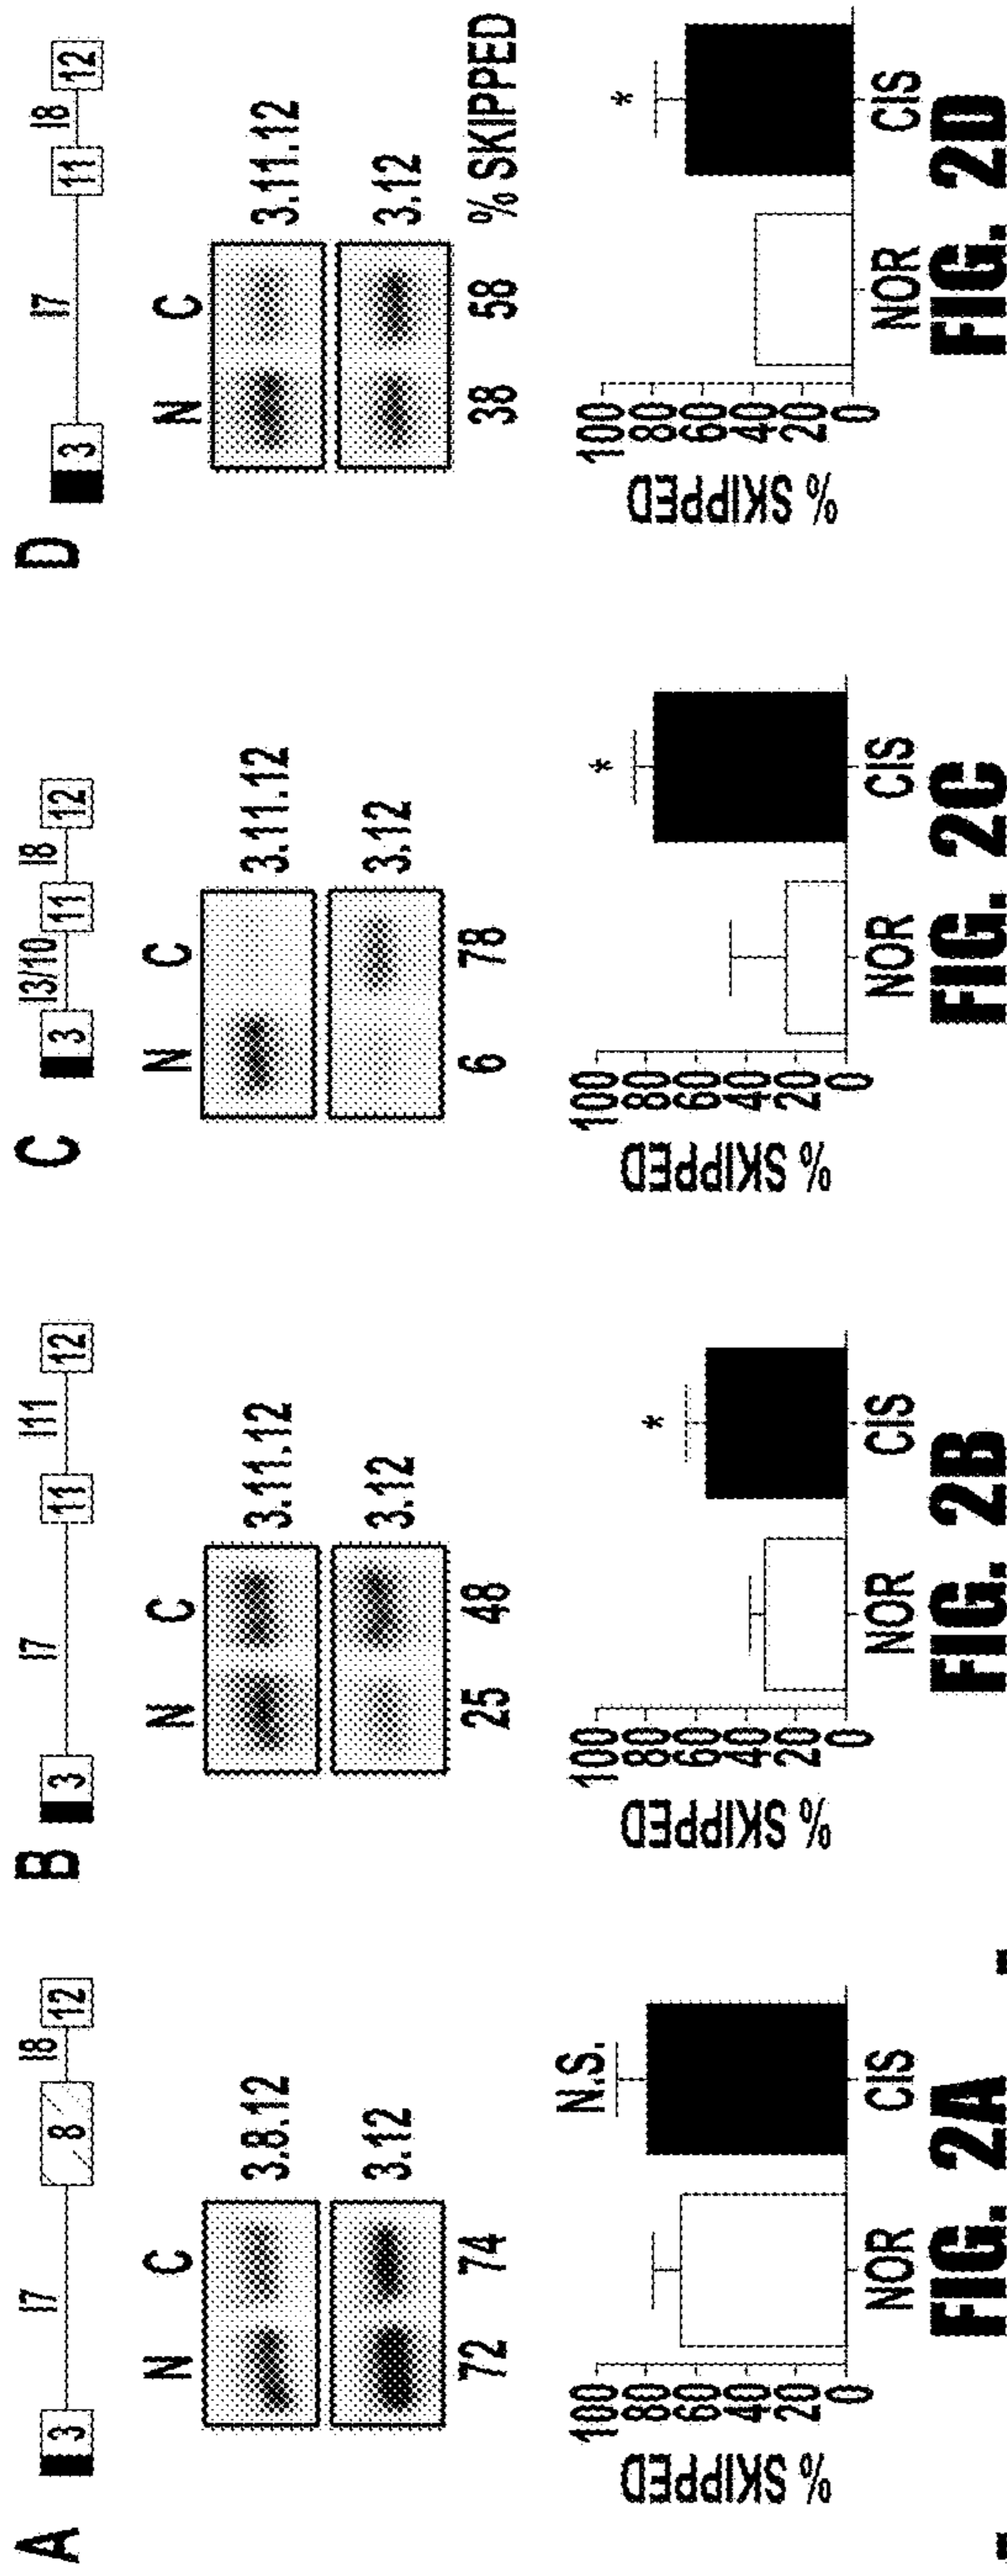 A
3
I7
8
I8
12
N
C
3.8.12
3.12
72
74
% SKIPPED
100
80
60
40
20
0
N.S.
NOR
CIS
FIG. 2A
B
3
I7
11
I11
12
N
C
3.11.12
3.12
25
48
% SKIPPED
100
80
60
40
20
0
*
NOR
CIS
FIG. 2B
C
3
I3/10
11
I8
12
N
C
3.11.12
3.12
6
78
% SKIPPED
100
80
60
40
20
0
*
NOR
CIS
FIG. 2C
D
3
I7
11
I8
12
N
C
3.11.12
3.12
38
58
% SKIPPED
% SKIPPED
100
80
60
40
20
0
*
NOR
CIS
FIG. 2D